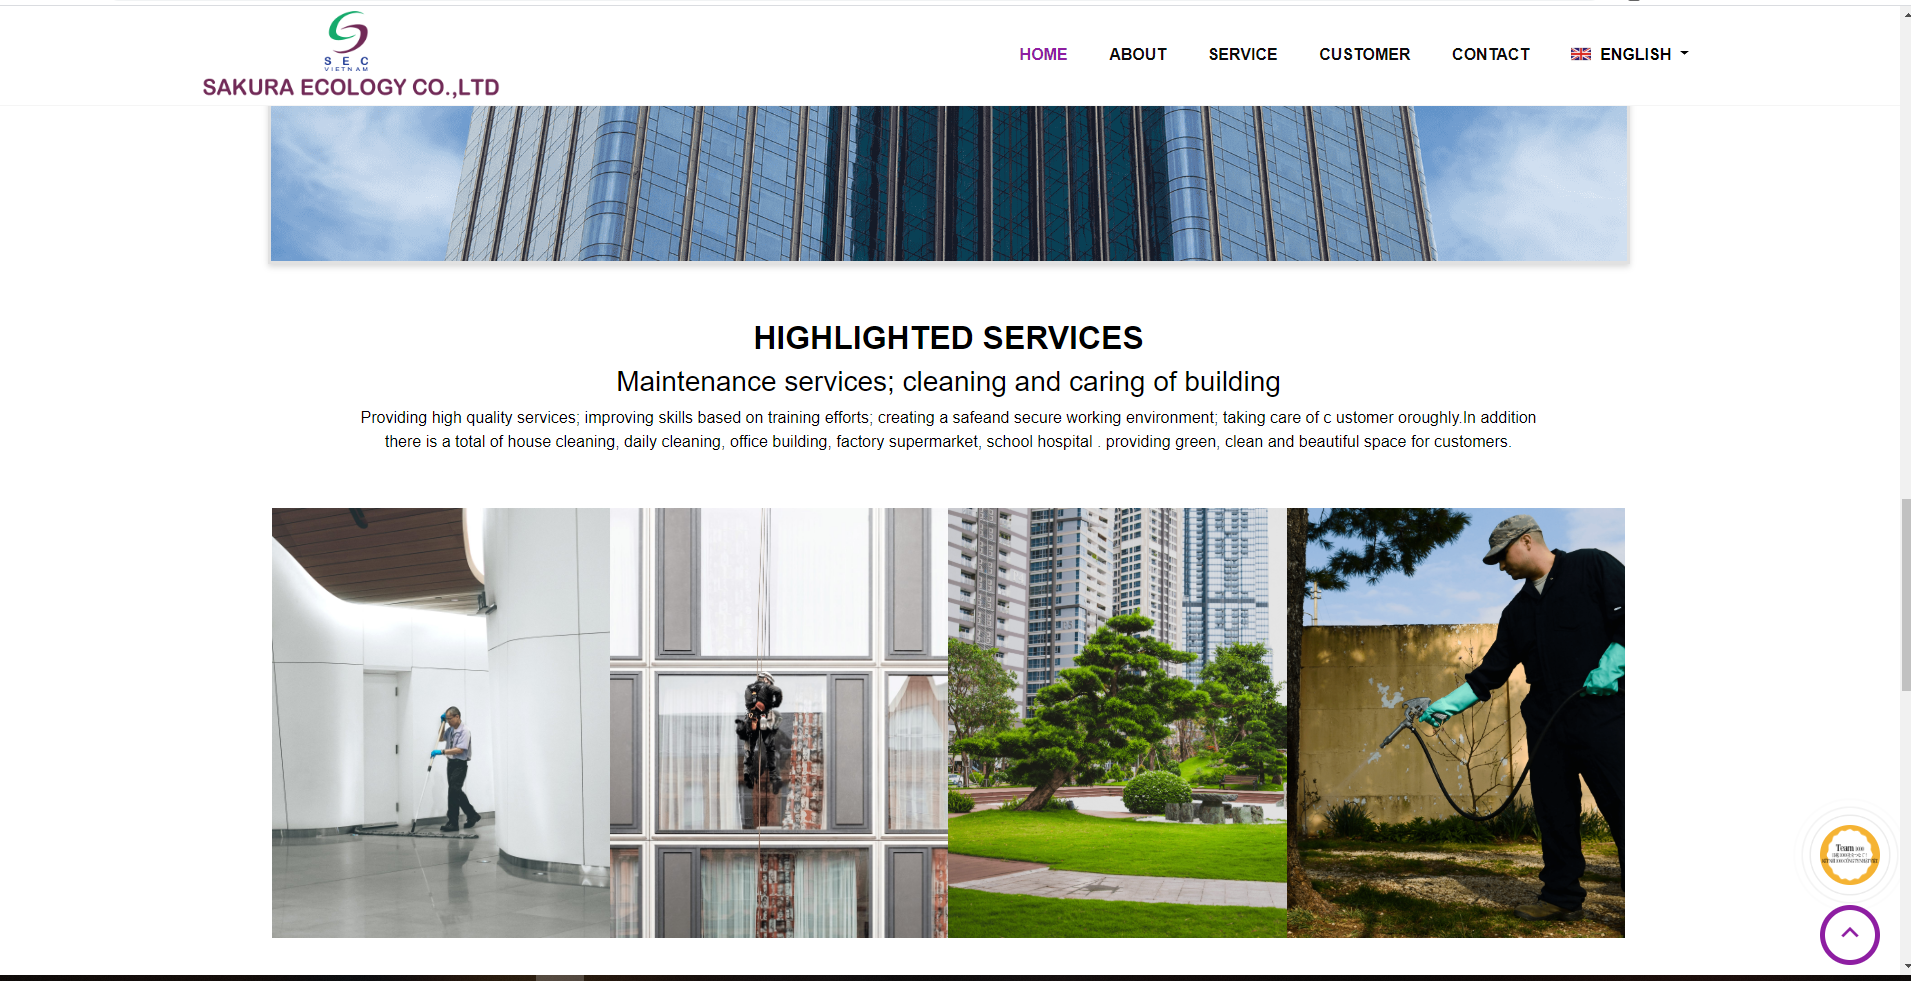 S E C
VIETNAM
SAKURA ECOLOGY CO.,LTD
HOME
ABOUT
SERVICE
CUSTOMER
CONTACT
ENGLISH
HIGHLIGHTED SERVICES
Maintenance services; cleaning and caring of building
Providing high quality services; improving skills based on training efforts; creating a safeand secure working environment; taking care of c ustomer oroughly.In addition
there is a total of house cleaning, daily cleaning, office building, factory supermarket, school hospital . providing green, clean and beautiful space for customers.
Team